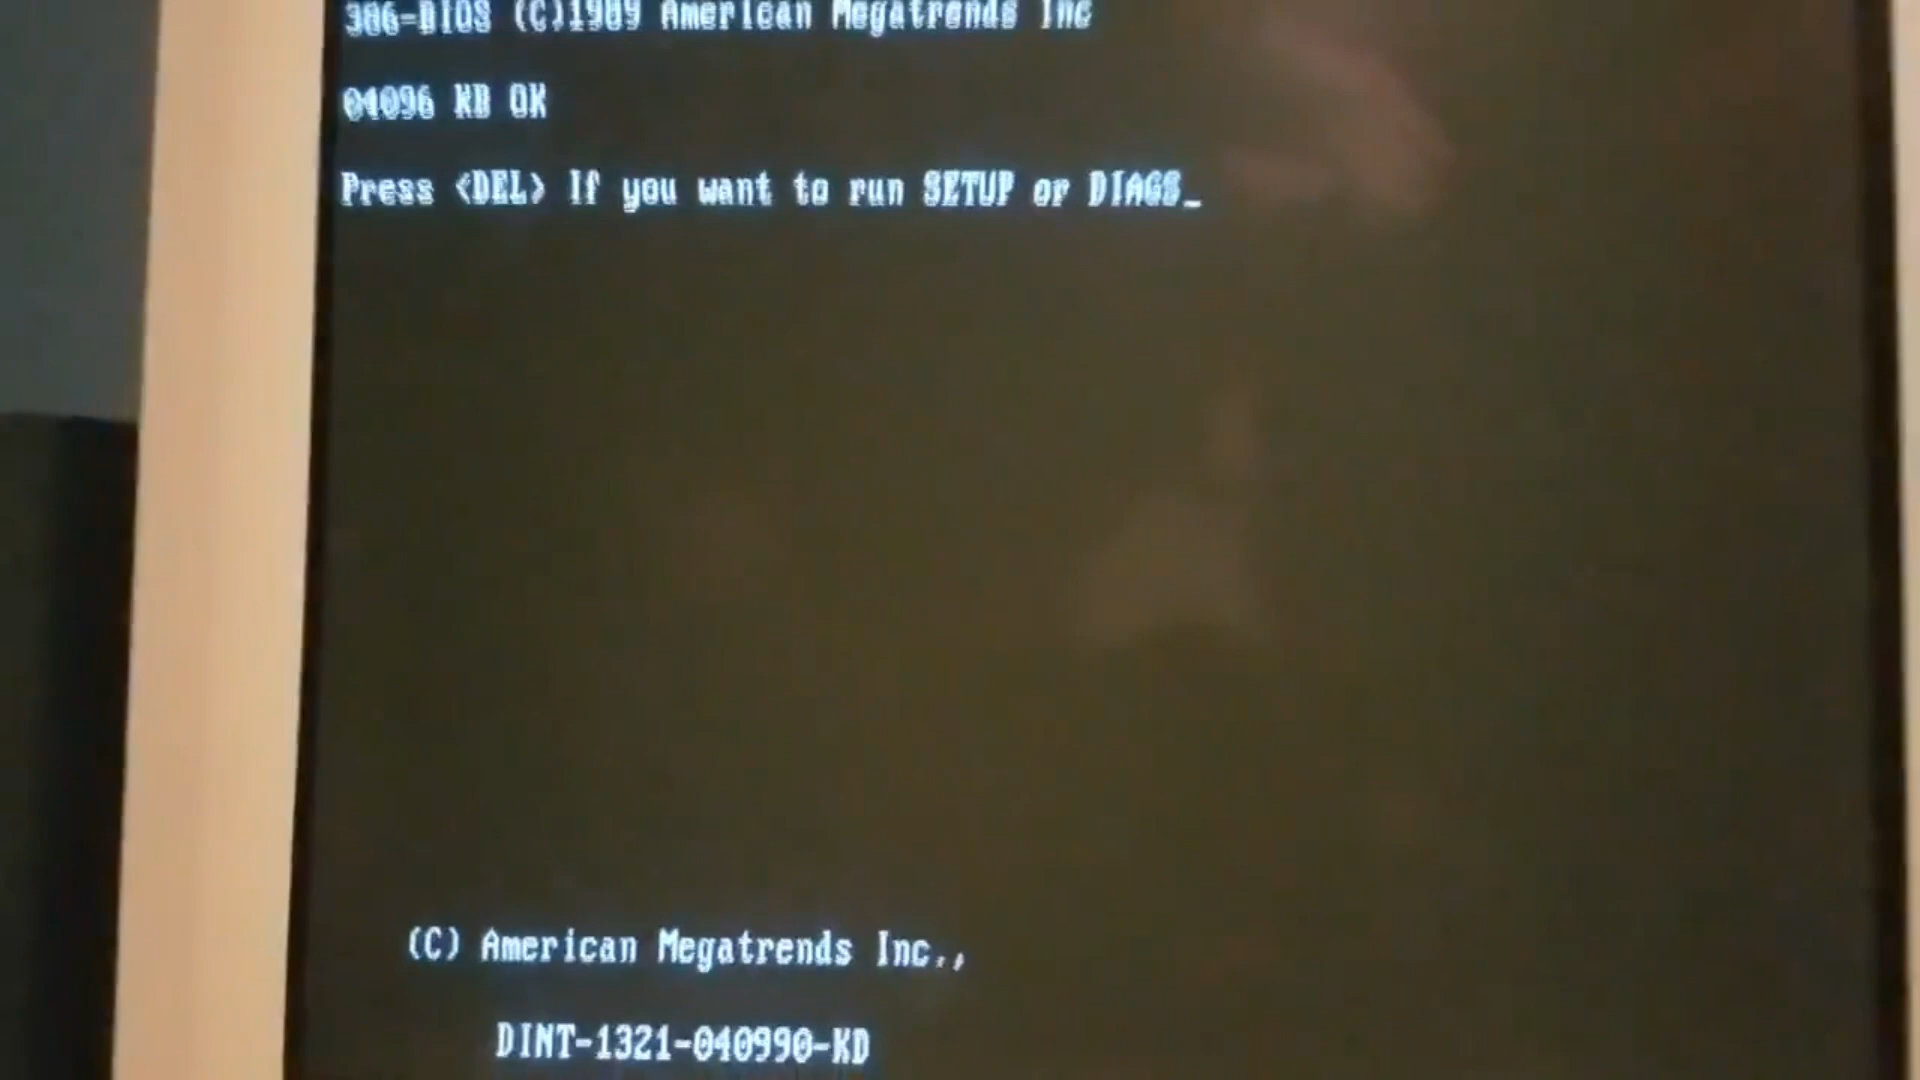 386-BIOS (C)1989 American Megatrends Inc
04096 KB OK
Press <DEL> If you want to run SETUP or DIAGS_
(C) American Megatrends Inc.,
DINT-1321-040990-KD